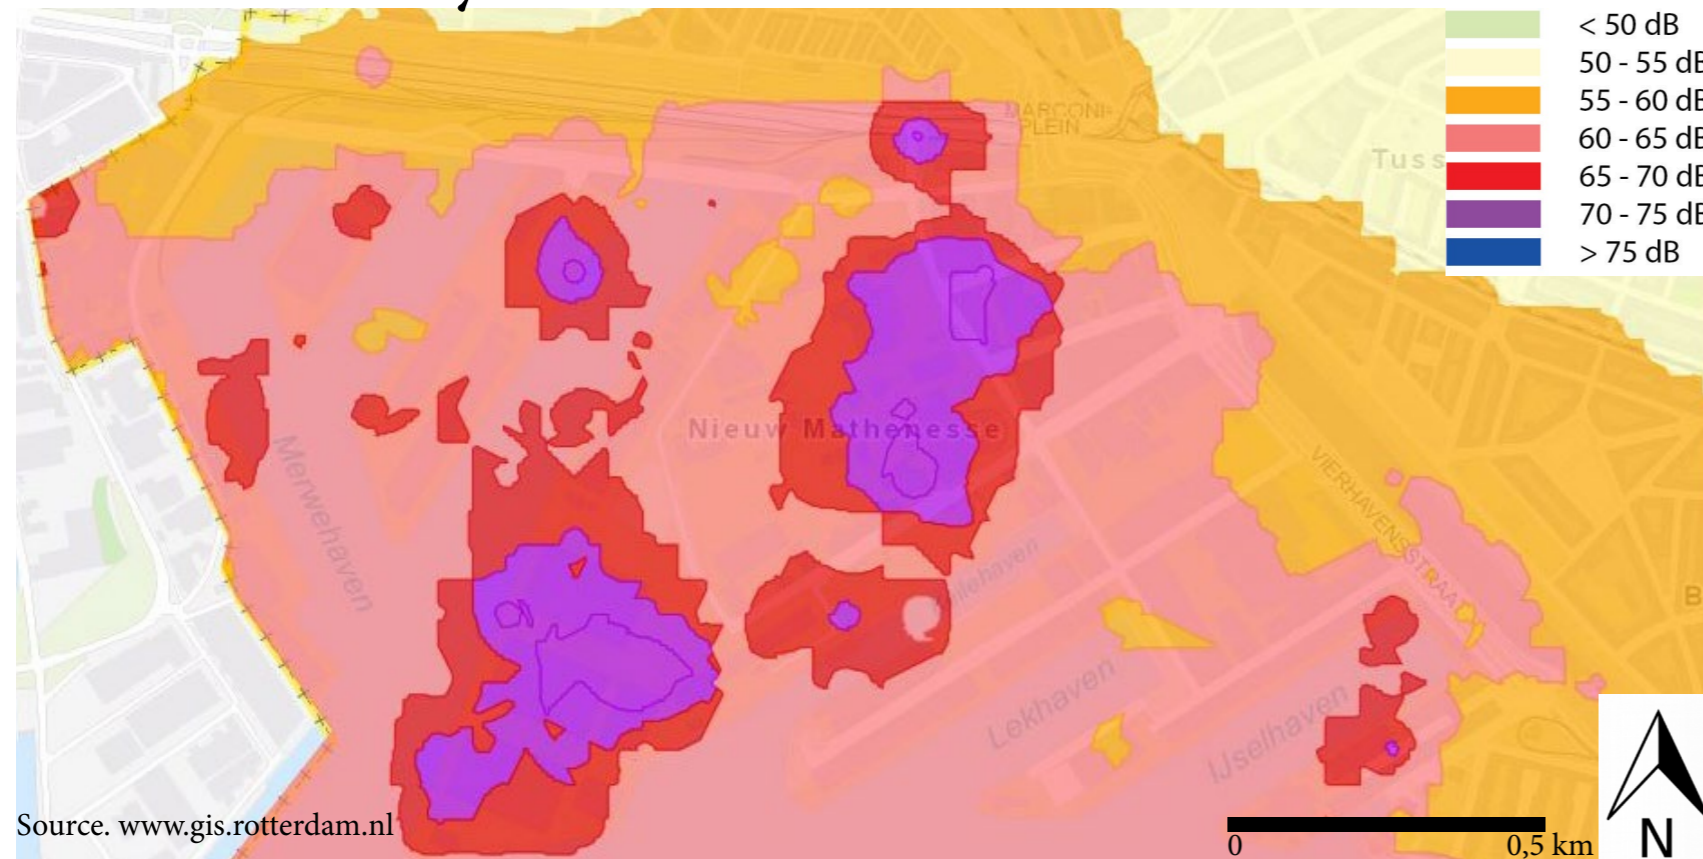 < 50 dB
50 - 55 dB
55 - 60 dB
60 - 65 dB
65 - 70 dB
70 - 75 dB
> 75 dB
MARCONI-
PLEIN
Tuss
Nieuw Mathenesse
Merwehaven
VIERHAVENSSTRAAT
Lekhaven
IJselhaven
B
Source. www.gis.rotterdam.nl
0
0,5 km
N